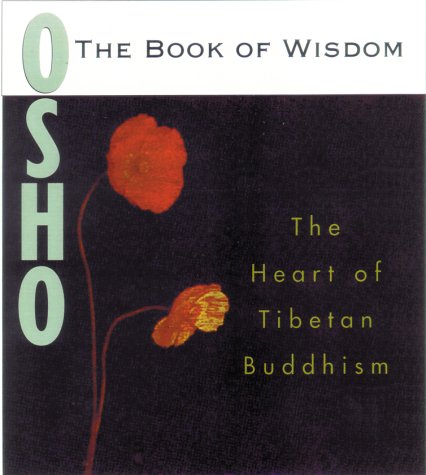 OSHO
THE BOOK OF WISDOM
The
Heart of
Tibetan
Buddhism